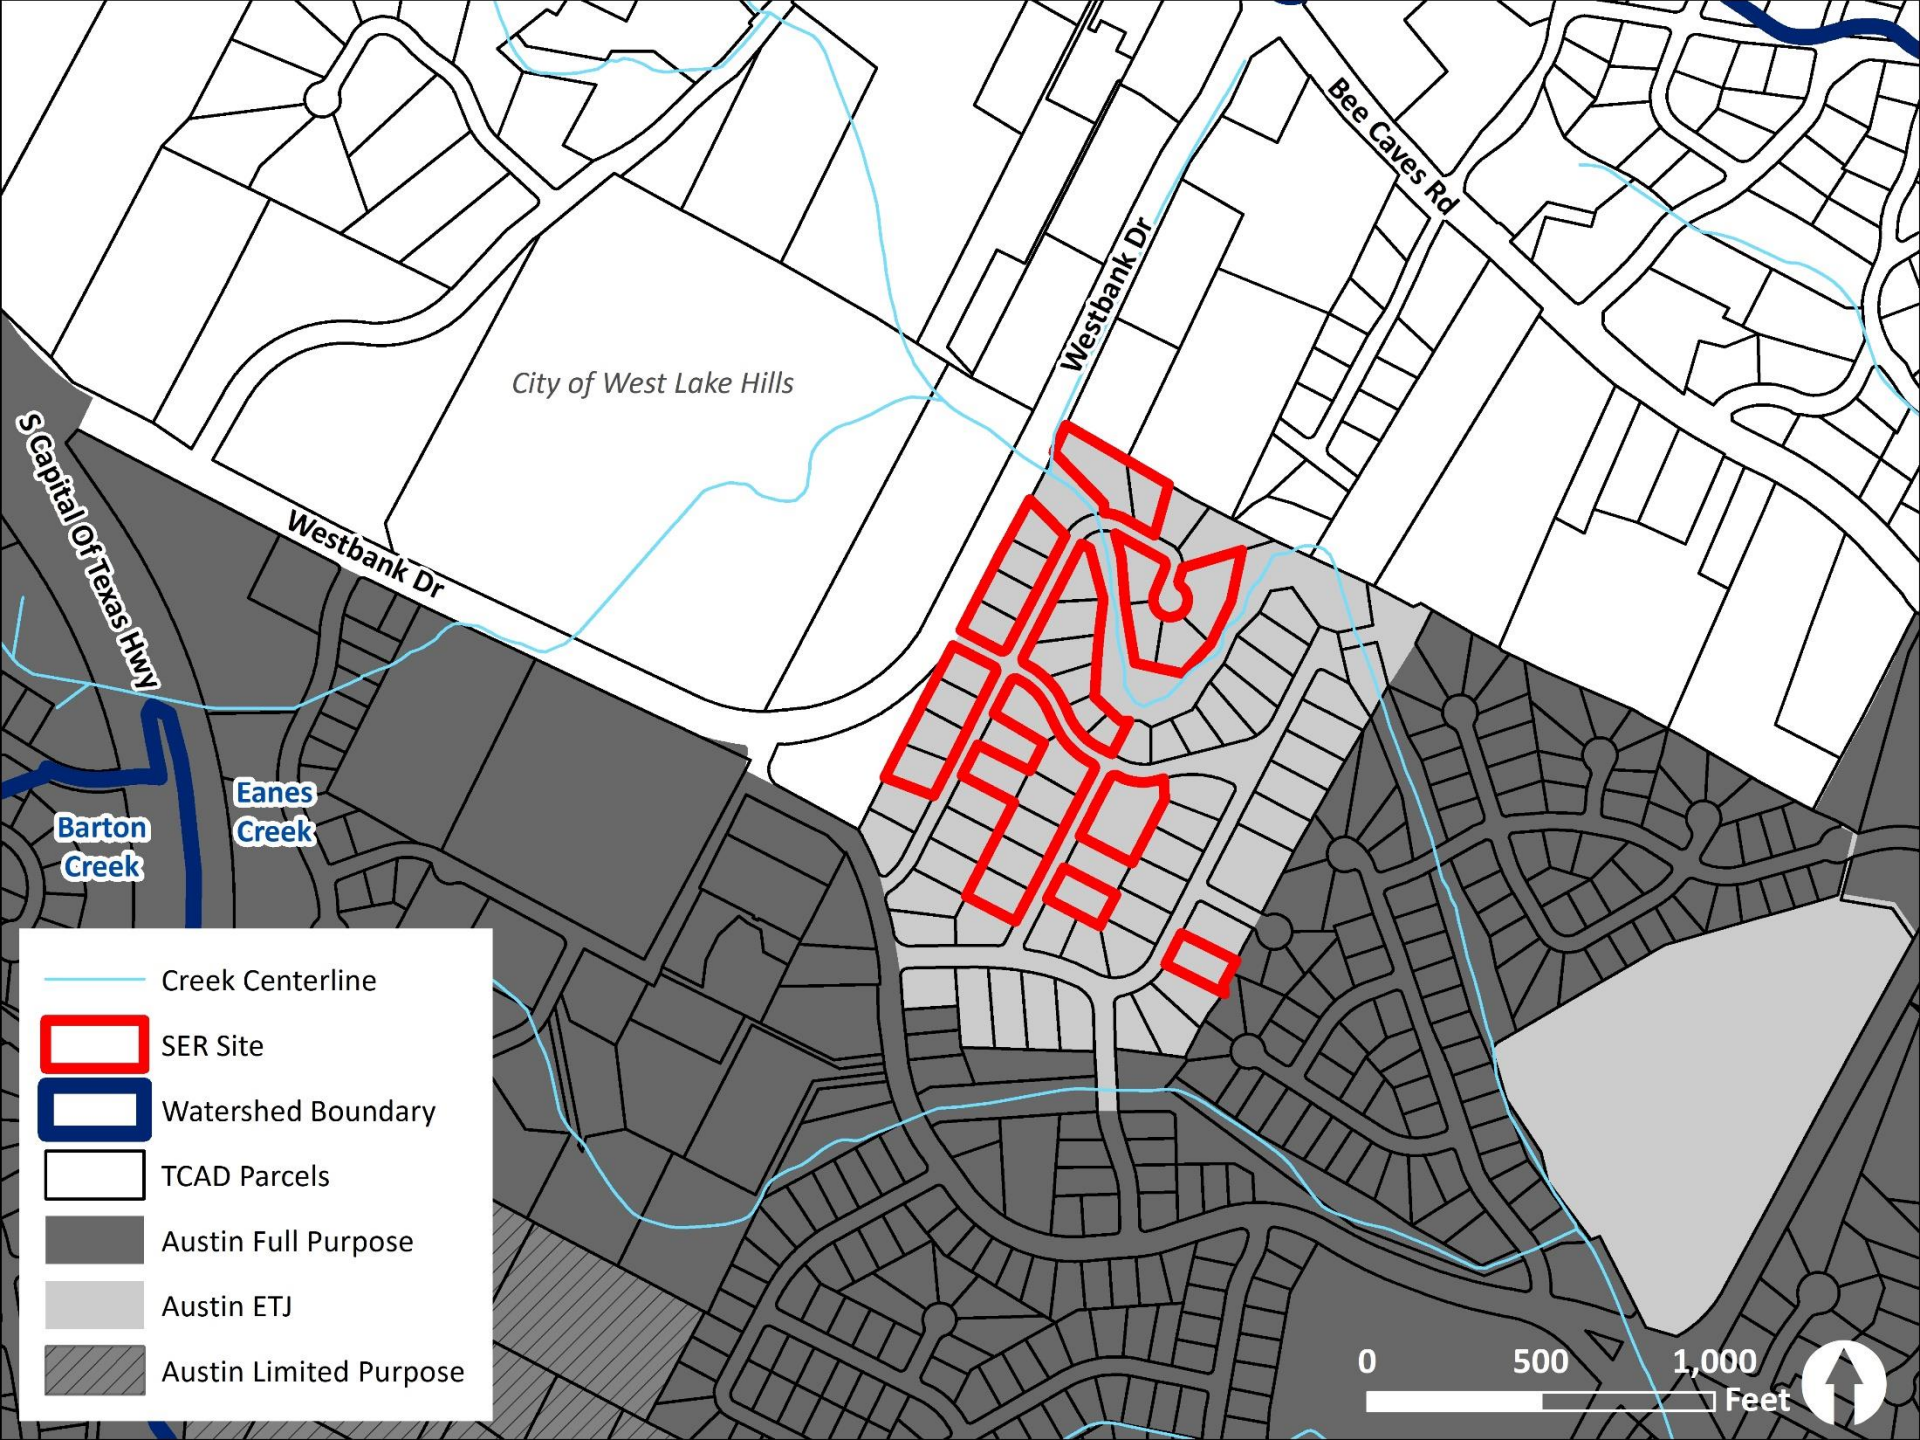 Bee Caves Rd
Westbank Dr
City of West Lake Hills
S Capital Of Texas Hwy
Westbank Dr
Eanes
Creek
Barton
Creek
Creek Centerline
SER Site
Watershed Boundary
TCAD Parcels
Austin Full Purpose
Austin ETJ
Austin Limited Purpose
0 500 1,000
Feet